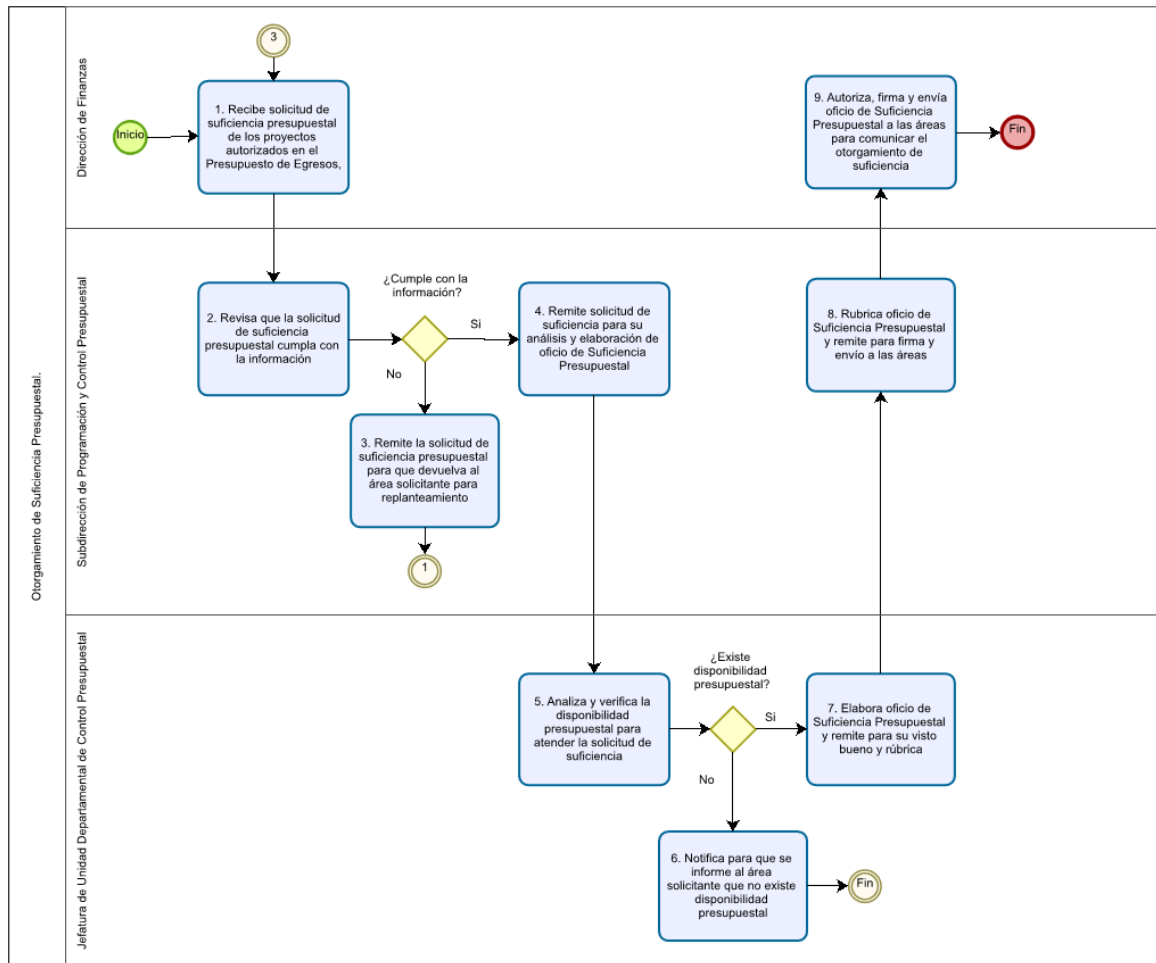 Otorgamiento de Suficiencia Presupuestal.
Dirección de Finanzas
3
Inicio
1. Recibe solicitud de
suficiencia presupuestal
de los proyectos
autorizados en el
Presupuesto de Egresos,
9. Autoriza, firma y envía
oficio de Suficiencia
Presupuestal a las áreas
para comunicar el
otorgamiento de
suficiencia
Fin
Subdirección de Programación y Control Presupuestal
2. Revisa que la solicitud
de suficiencia
presupuestal cumpla con
la información
¿Cumple con la
información?
Si
No
4. Remite solicitud de
suficiencia para su
análisis y elaboración de
oficio de Suficiencia
Presupuestal
3. Remite la solicitud de
suficiencia presupuestal
para que devuelva al
área solicitante para
replanteamiento
1
8. Rubrica oficio de
Suficiencia Presupuestal
y remite para firma y
envío a las áreas
Jefatura de Unidad Departamental de Control Presupuestal
5. Analiza y verifica la
disponibilidad
presupuestal para
atender la solicitud de
suficiencia
¿Existe
disponibilidad
presupuestal?
Si
No
7. Elabora oficio de
Suficiencia Presupuestal
y remite para su visto
bueno y rúbrica
6. Notifica para que se
informe al área
solicitante que no existe
disponibilidad
presupuestal
Fin